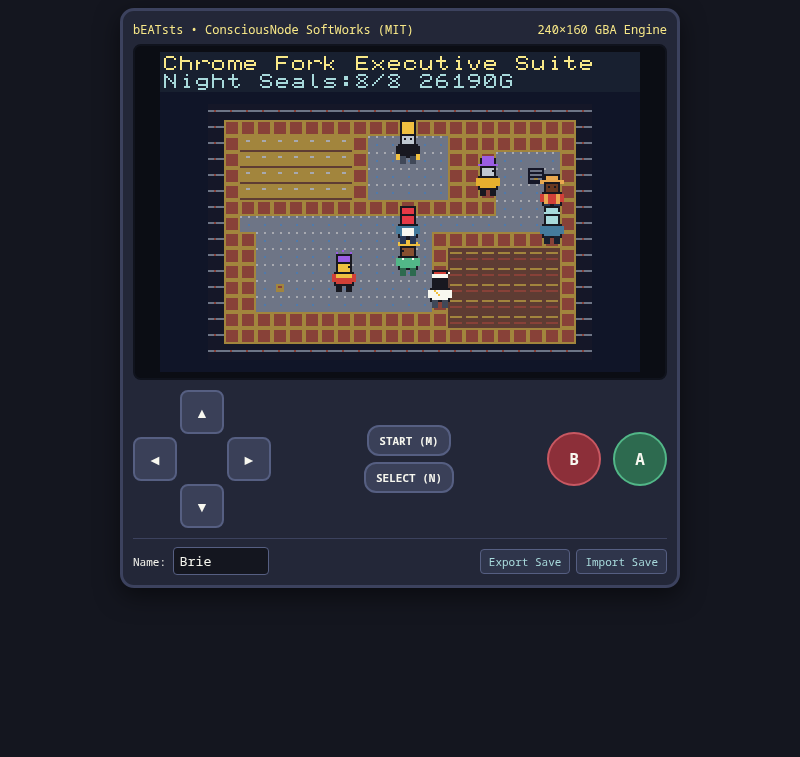 bEATsts • ConsciousNode SoftWorks (MIT)
240×160 GBA Engine
Chrome Fork Executive Suite
Night Seals:8/8 26190G
▲
◄ ►
▼
START (M)
SELECT (N)
B A
Name: Brie
Export Save Import Save